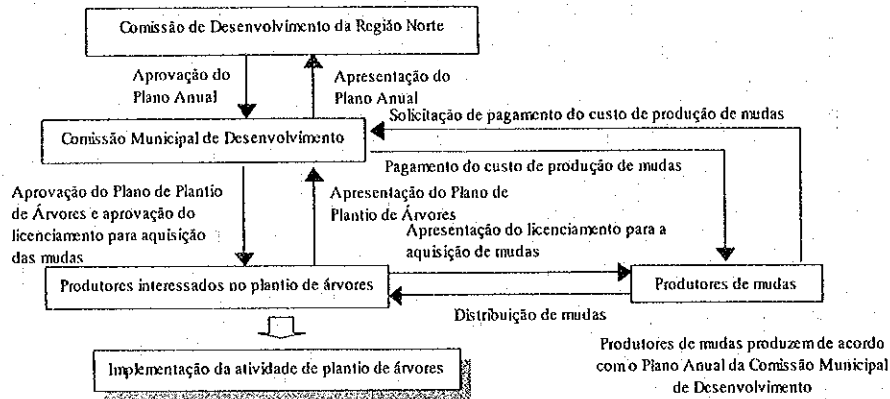 Comissão de Desenvolvimento da Região Norte
Aprovação do
Plano Anual
Apresentação do
Plano Anual
Solicitação de pagamento do custo de produção de mudas
Comissão Municipal de Desenvolvimento
Pagamento do custo de produção de mudas
Aprovação do Plano de Plantio
de Árvores e aprovação do
licenciamento para aquisição
das mudas
Apresentação do Plano de
Plantio de Árvores
Apresentação do licenciamento para a
aquisição de mudas
Produtores interessados no plantio de árvores
Produtores de mudas
Distribuição de mudas
Implementação da atividade de plantio de árvores
Produtores de mudas produzem de acordo
com o Plano Anual da Comissão Municipal
de Desenvolvimento